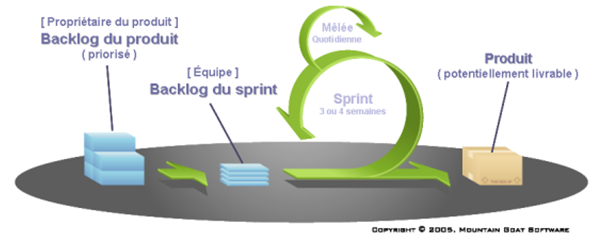 [ Propriétaire du produit ]
Backlog du produit
( priorisé )
[ Équipe ]
Backlog du sprint
Mêlée
Quotidienne
Sprint
3 ou 4 semaines
Produit
( potentiellement livrable )
Copyright © 2005, Mountain Goat Software